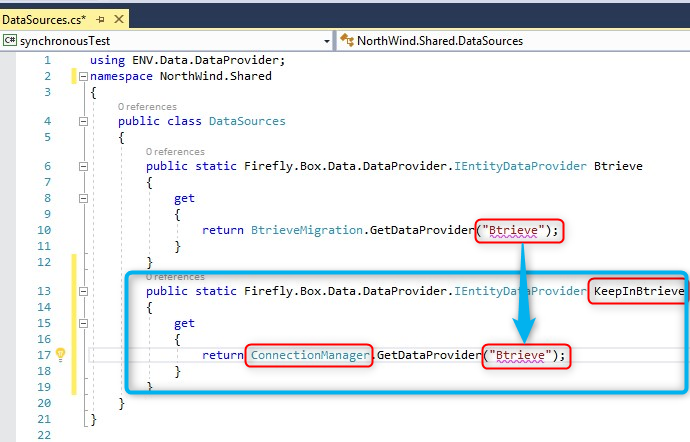 DataSources.cs*
C# synchronousTest NorthWind.Shared.DataSources
1 using ENV.Data.DataProvider;
2 namespace NorthWind.Shared
3 {
0 references
4 public class DataSources
5 {
0 references
6 public static Firefly.Box.Data.DataProvider.IEntityDataProvider Btrieve
7 {
8 get
9 {
10 return BtrieveMigration.GetDataProvider("Btrieve");
11 }
12 }
0 references
13 public static Firefly.Box.Data.DataProvider.IEntityDataProvider KeepInBtrieve
14 {
15 get
16 {
17 return ConnectionManager.GetDataProvider("Btrieve");
18 }
19 }
20 }
21 }
22